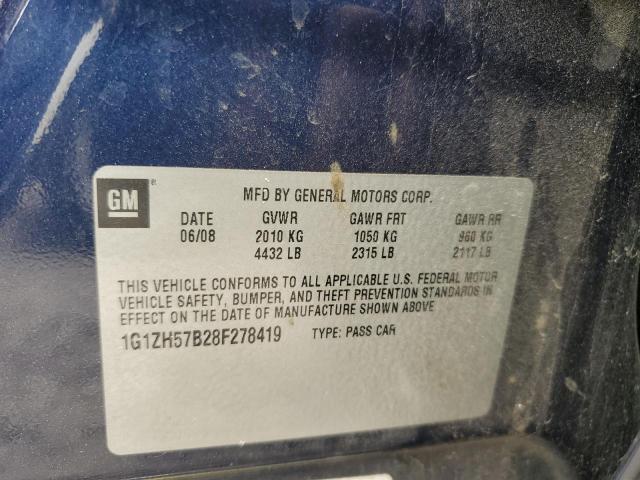 GM ®
MFD BY GENERAL MOTORS CORP.
DATE GVWR GAWR FRT GAWR RR
06/08 2010 KG 1050 KG 960 KG
4432 LB 2315 LB 2117 LB
THIS VEHICLE CONFORMS TO ALL APPLICABLE U.S. FEDERAL MOTOR
VEHICLE SAFETY, BUMPER, AND THEFT PREVENTION STANDARDS IN
EFFECT ON THE DATE OF MANUFACTURE SHOWN ABOVE
1G1ZH57B28F278419 TYPE: PASS CAR